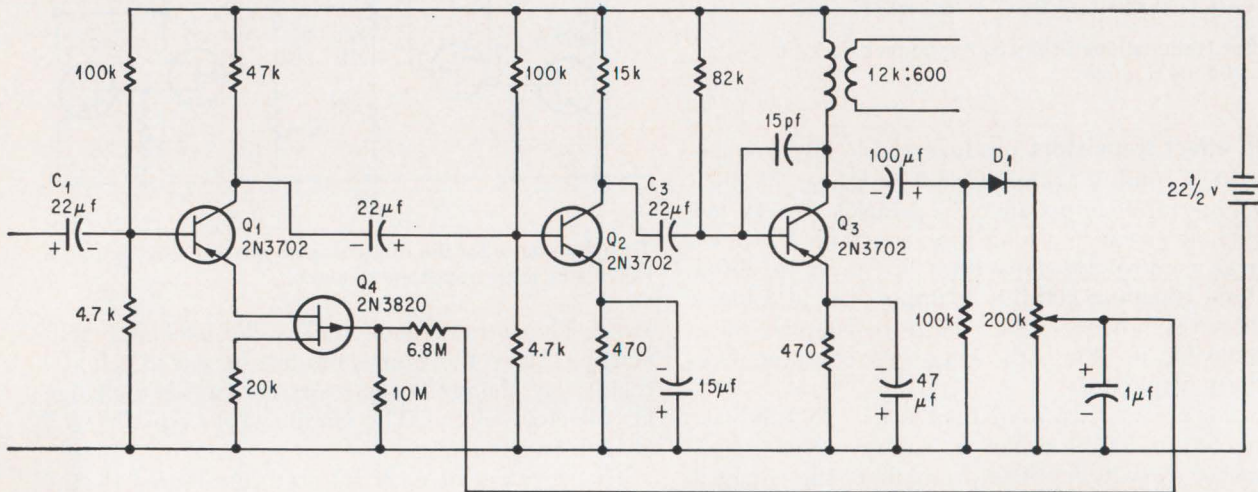 100k
47k
100k
15k
82k
12k:600
15pf
C1
22μf
+
-
Q1
2N3702
22μf
-
+
Q2
2N3702
C3
22μf
Q3
2N3702
100μf
-
+
D1
22½ v
4.7k
Q4
2N3820
6.8M
20k
10M
4.7k
470
-
15μf
+
470
-
47
μf
+
100k
200k
+
1μf
-